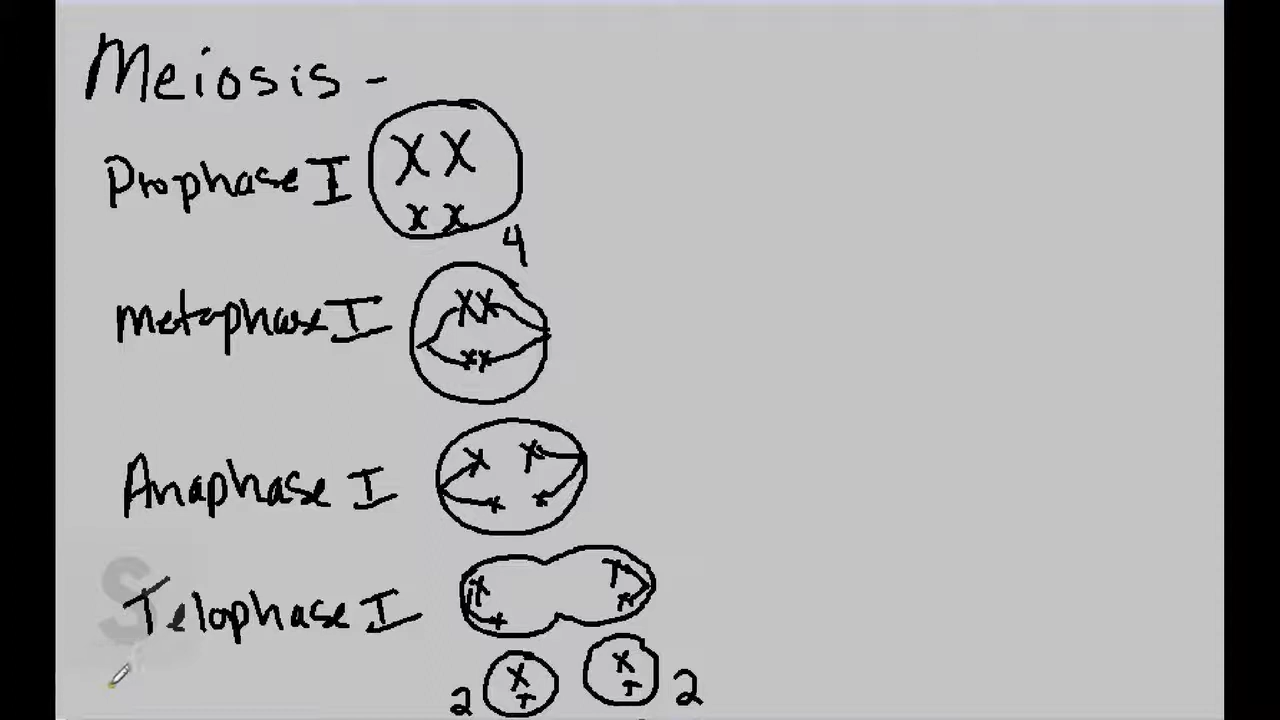 Meiosis -
Prophase I
4
Metaphase I
Anaphase I
Telophase I
2 2
S